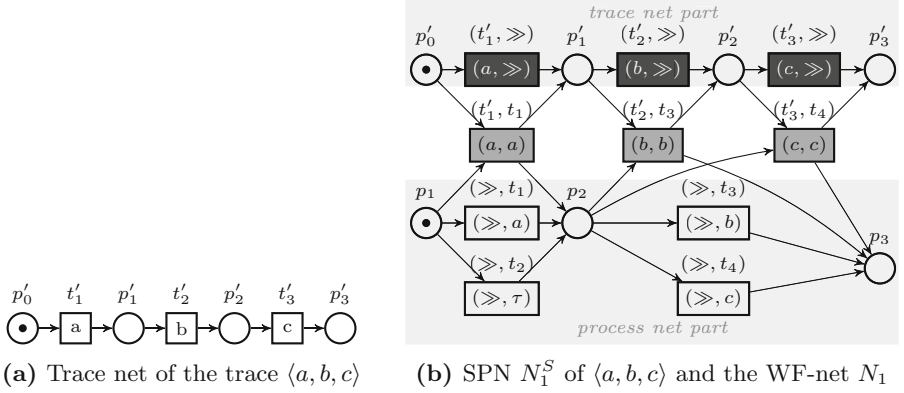 trace net part
(t′₁, ≫) (t′₂, ≫) (t′₃, ≫)
p′₀ p′₁ p′₂ p′₃
(a, ≫) (b, ≫) (c, ≫)
(t′₁, t₁) (t′₂, t₃) (t′₃, t₄)
(a, a) (b, b) (c, c)
p₁ (≫, t₁) p₂ (≫, t₃)
(≫, a) (≫, b)
p₃
(≫, t₂) (≫, t₄)
(≫, τ) (≫, c)
process net part
p′₀ t′₁ p′₁ t′₂ p′₂ t′₃ p′₃
a b c
(a) Trace net of the trace ⟨a, b, c⟩
(b) SPN N₁ˢ of ⟨a, b, c⟩ and the WF-net N₁